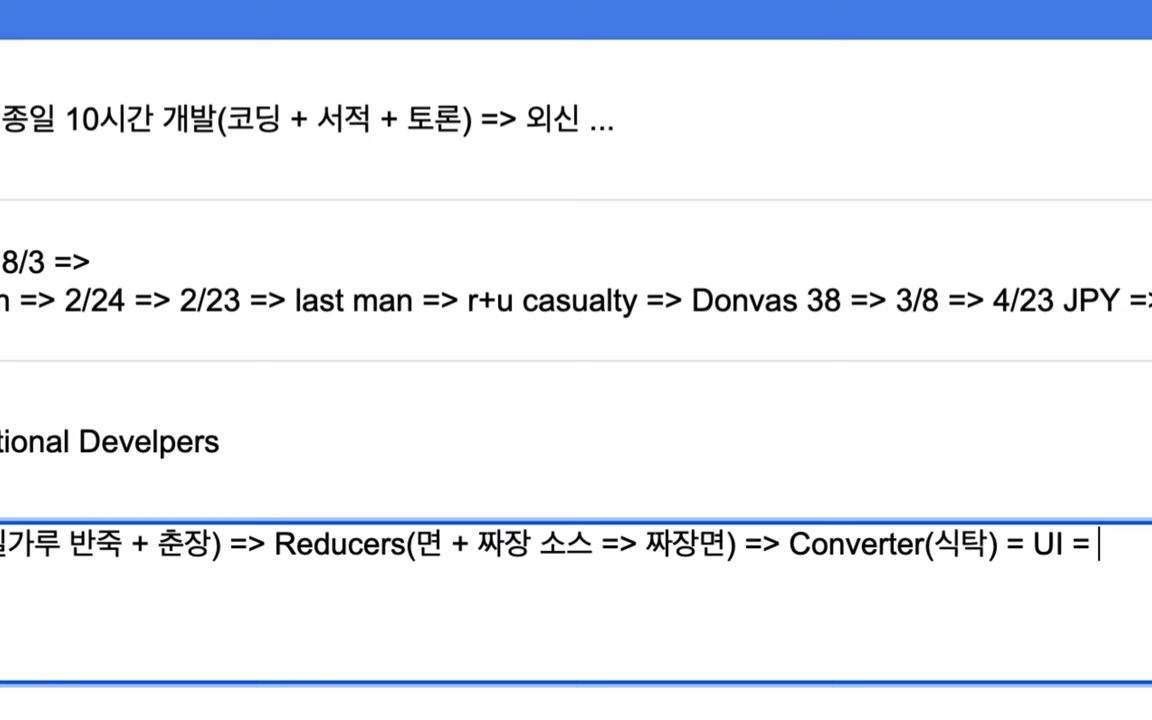 종일 10시간 개발(코딩 + 서적 + 토론) => 외신 ...
8/3 =>
=> 2/24 => 2/23 => last man => r+u casualty => Donvas 38 => 3/8 => 4/23 JPY =>
tional Develpers
밀가루 반죽 + 춘장) => Reducers(면 + 짜장 소스 => 짜장면) => Converter(식탁) = UI =